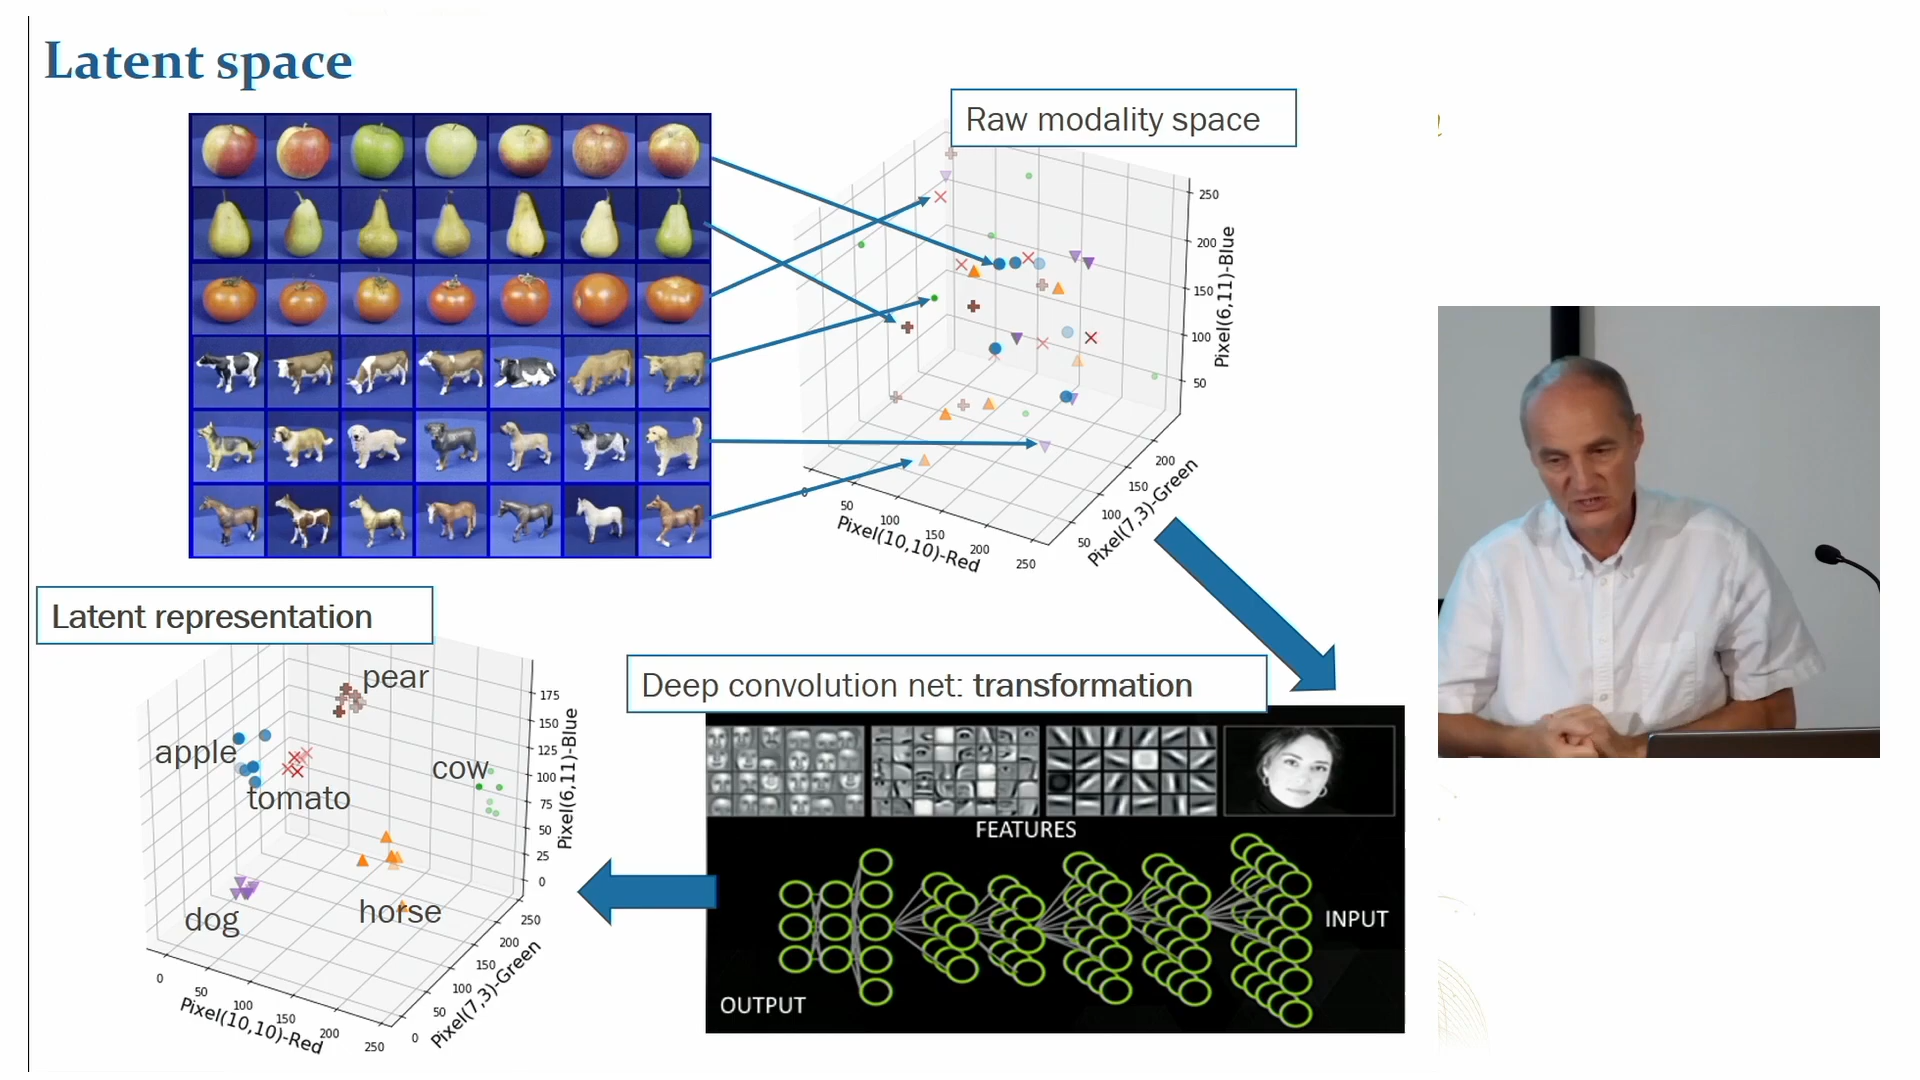 Latent space
Raw modality space
250
200
150
100
50
Pixel(6,11)-Blue
0
50
100
150
200
250
Pixel(10,10)-Red
50
100
150
200
Pixel(7,3)-Green
Latent representation
pear
apple
tomato
cow
dog
horse
175
150
125
100
75
50
25
0
Pixel(6,11)-Blue
0
50
100
150
200
250
Pixel(10,10)-Red
0
50
100
150
200
250
Pixel(7,3)-Green
Deep convolution net: transformation
FEATURES
INPUT
OUTPUT